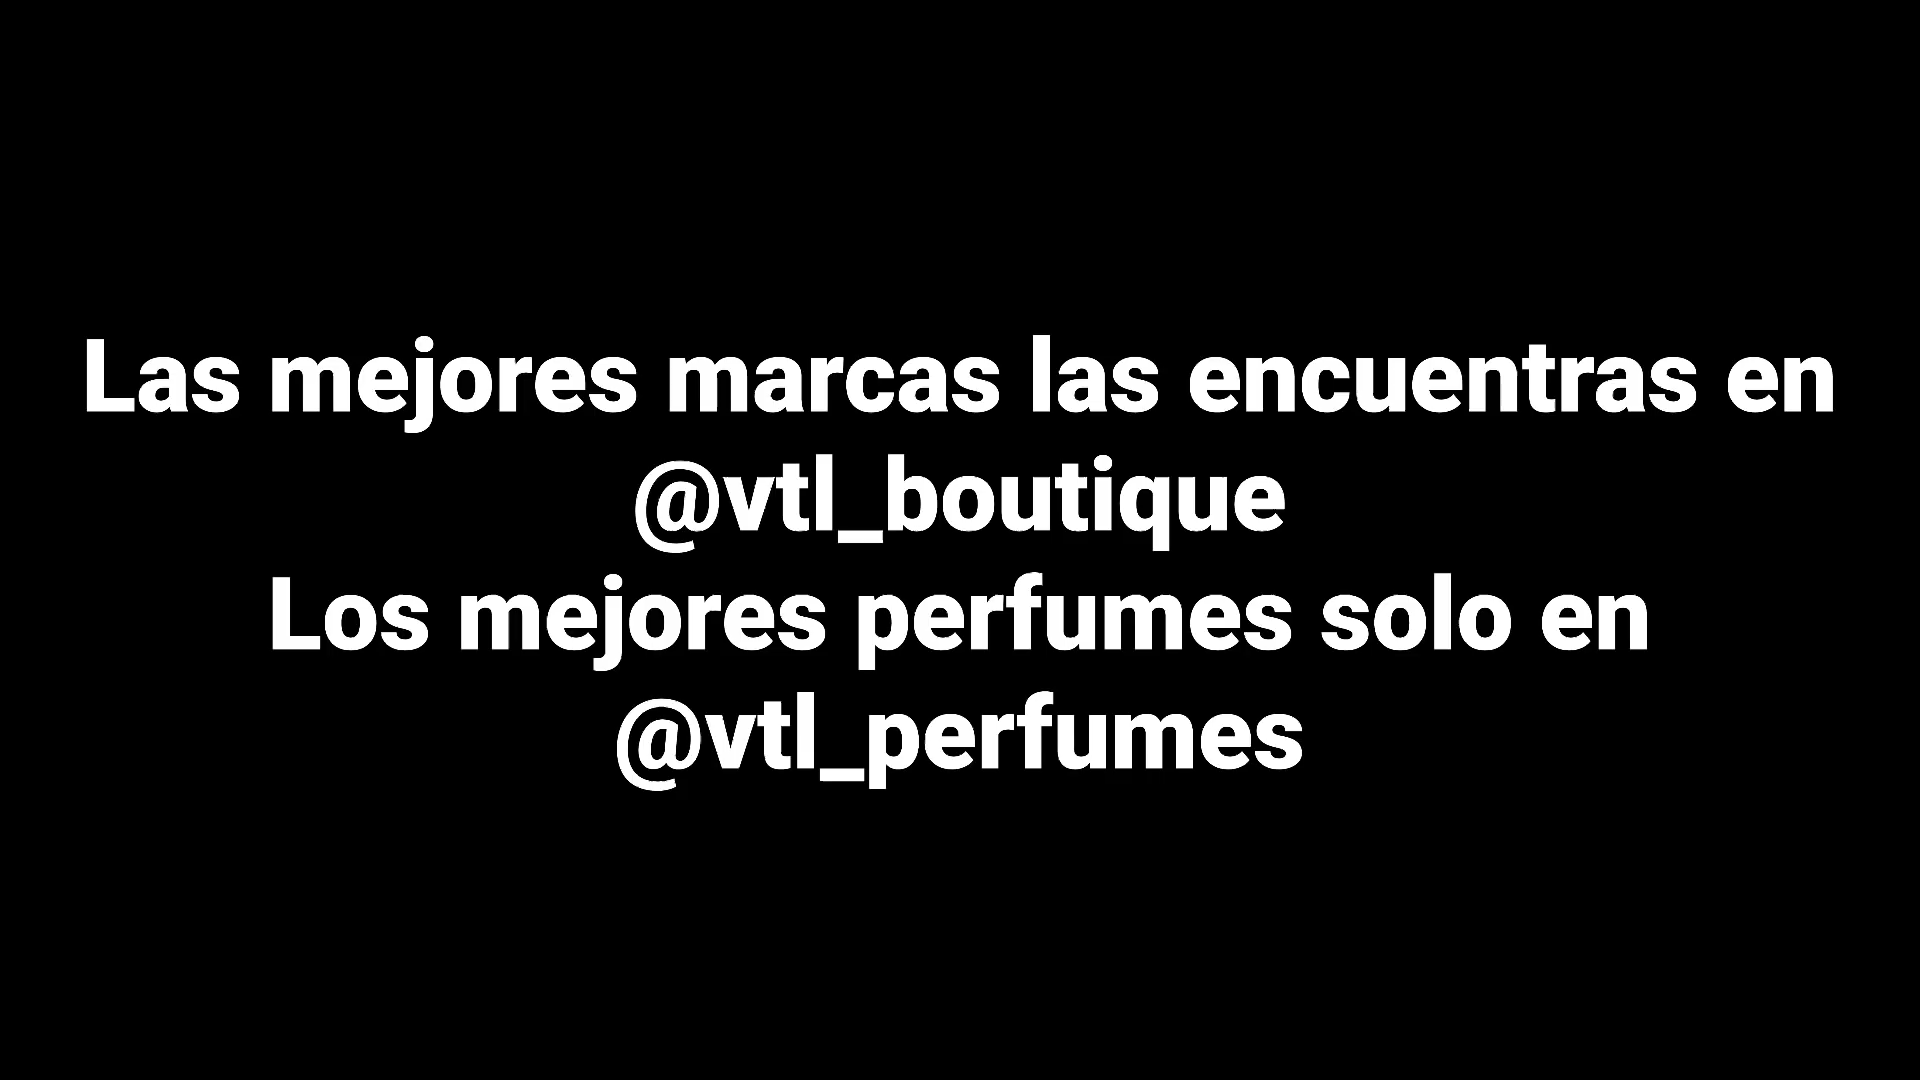 Las mejores marcas las encuentras en
@vtl_boutique
Los mejores perfumes solo en
@vtl_perfumes